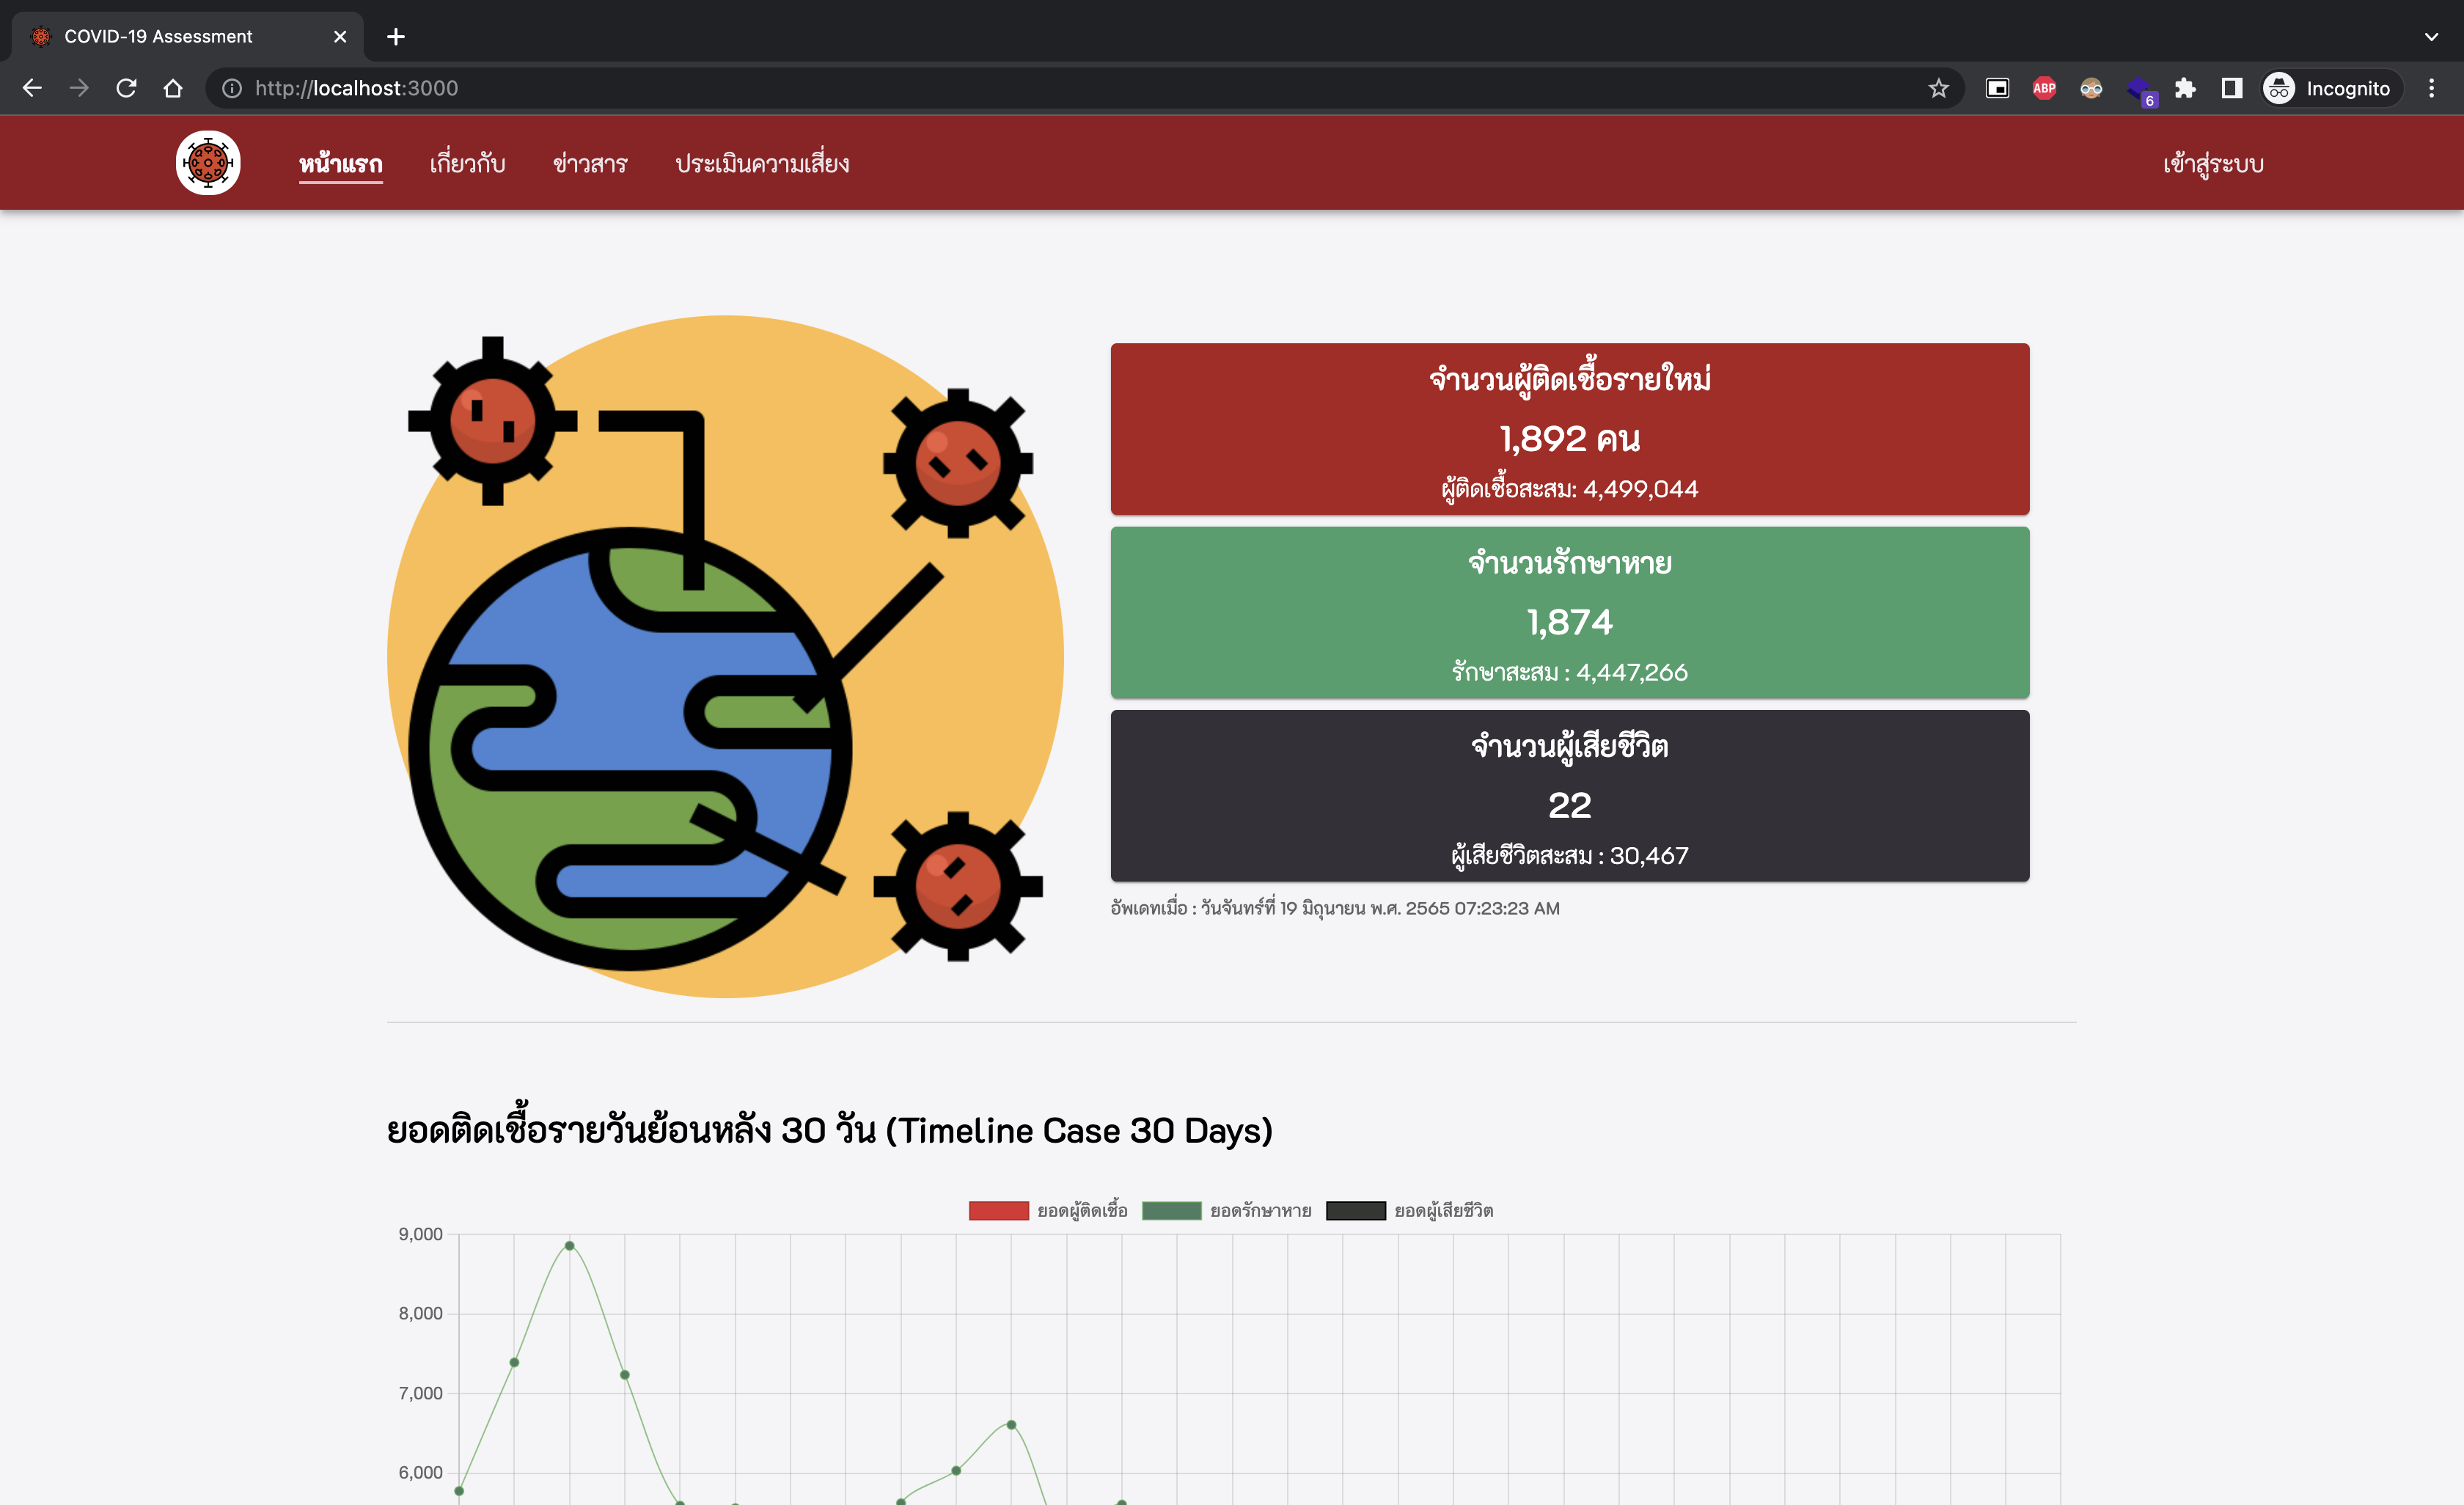 COVID-19 Assessment
http://localhost:3000
ABP
6
Incognito
หน้าแรก
เกี่ยวกับ
ข่าวสาร
ประเมินความเสี่ยง
เข้าสู่ระบบ
จำนวนผู้ติดเชื้อรายใหม่
1,892 คน
ผู้ติดเชื้อสะสม: 4,499,044
จำนวนรักษาหาย
1,874
รักษาสะสม : 4,447,266
จำนวนผู้เสียชีวิต
22
ผู้เสียชีวิตสะสม : 30,467
อัพเดทเมื่อ : วันจันทร์ที่ 19 มิถุนายน พ.ศ. 2565 07:23:23 AM
ยอดติดเชื้อรายวันย้อนหลัง 30 วัน (Timeline Case 30 Days)
ยอดผู้ติดเชื้อ
ยอดรักษาหาย
ยอดผู้เสียชีวิต
9,000
8,000
7,000
6,000